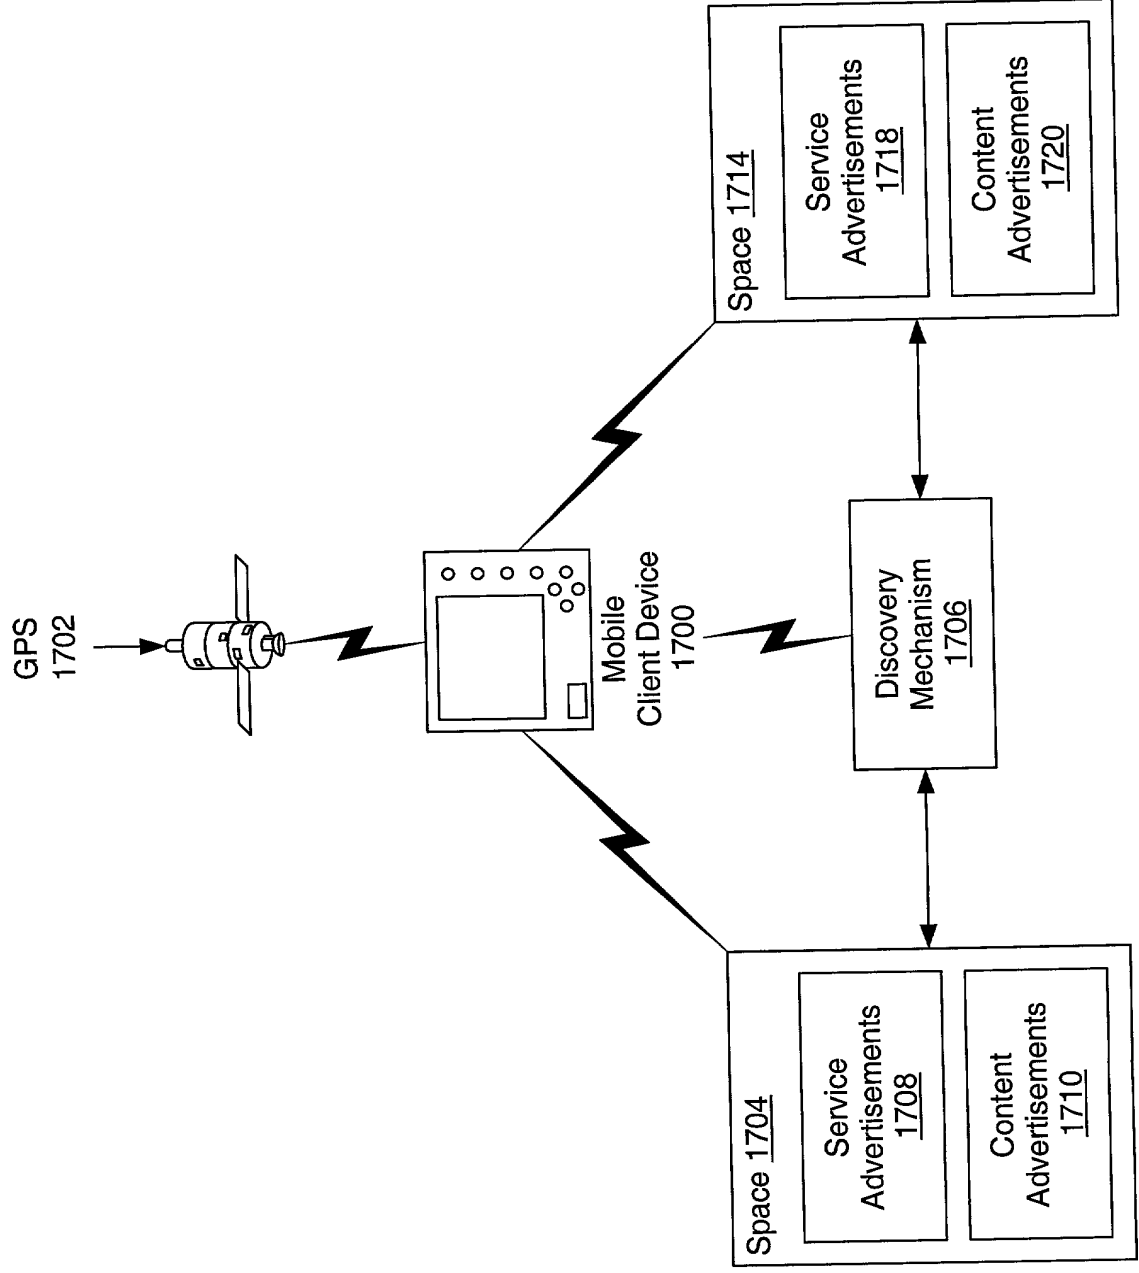 GPS
1702
Mobile
Client Device
1700
Space 1704
Service
Advertisements
1708
Content
Advertisements
1710
Discovery
Mechanism
1706
Space 1714
Service
Advertisements
1718
Content
Advertisements
1720